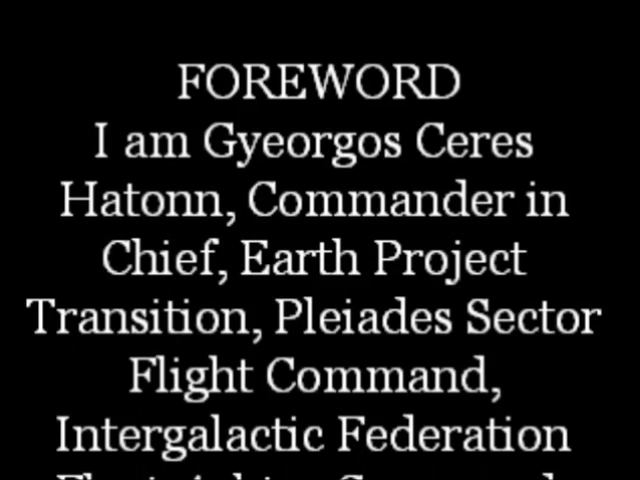 FOREWORD
I am Gyeorgos Ceres
Hatonn, Commander in
Chief, Earth Project
Transition, Pleiades Sector
Flight Command,
Intergalactic Federation